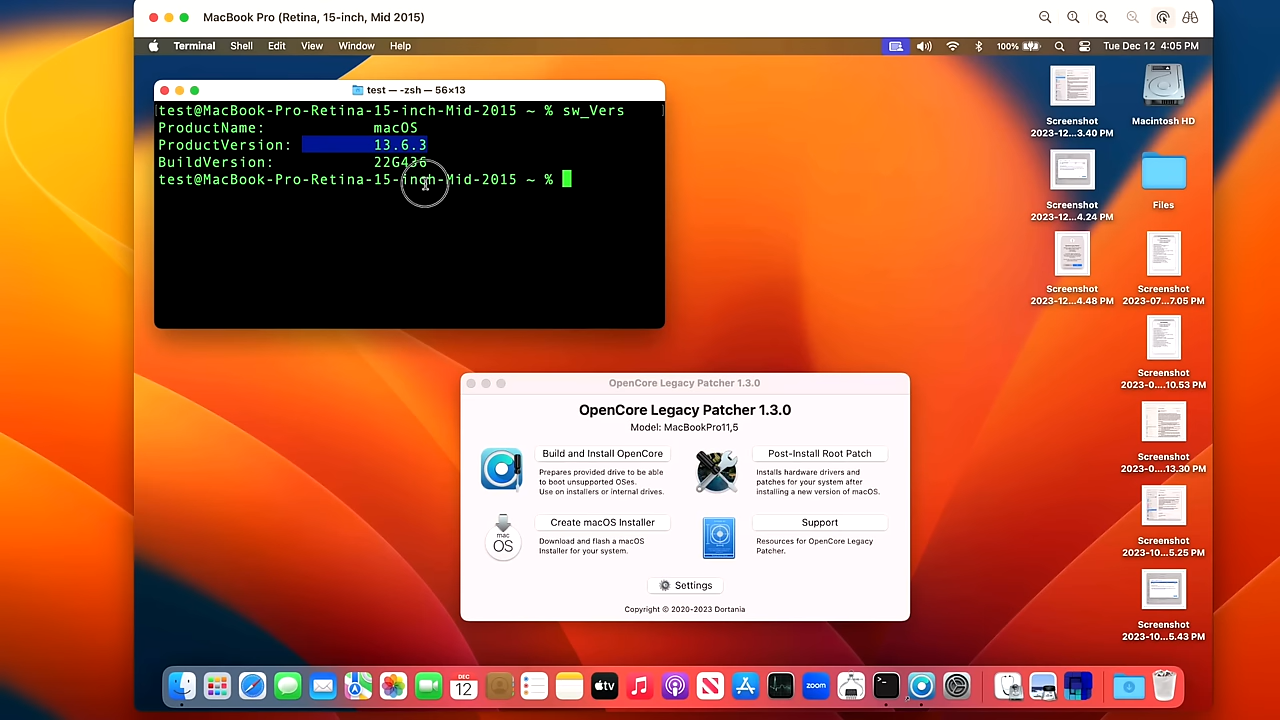 MacBook Pro (Retina, 15-inch, Mid 2015)
Terminal Shell Edit View Window Help
100% Tue Dec 12 4:05 PM
test — -zsh — 56×13
test@MacBook-Pro-Retina-15-inch-Mid-2015 ~ % sw_Vers
ProductName: macOS
ProductVersion: 13.6.3
BuildVersion: 22G436
test@MacBook-Pro-Retina-15-inch-Mid-2015 ~ %
Screenshot
2023-12...3.40 PM
Macintosh HD
Screenshot
2023-12...4.24 PM
Files
Screenshot
2023-12...4.48 PM
Screenshot
2023-07...7.05 PM
Screenshot
2023-0....10.53 PM
Screenshot
2023-0....13.30 PM
Screenshot
2023-10...5.25 PM
Screenshot
2023-10...5.43 PM
OpenCore Legacy Patcher 1.3.0
OpenCore Legacy Patcher 1.3.0
Model: MacBookPro11,5
Build and Install OpenCore
Prepares provided drive to be able
to boot unsupported OSes.
Use on installers or internal drives.
Post-Install Root Patch
Installs hardware drivers and
patches for your system after
installing a new version of macOS.
Create macOS Installer
Download and flash a macOS
Installer for your system.
mac
OS
Support
Resources for OpenCore Legacy
Patcher.
Settings
Copyright © 2020-2023 Dortania
DEC
12
tv
zoom